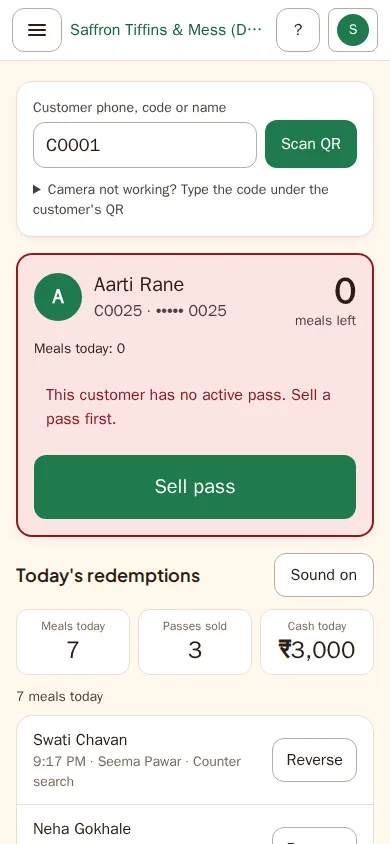 Saffron Tiffins & Mess (D···
?
S
Customer phone, code or name
C0001
Scan QR
Camera not working? Type the code under the
customer's QR
A
Aarti Rane
C0025 · ••••• 0025
0
meals left
Meals today: 0
This customer has no active pass. Sell a
pass first.
Sell pass
Today's redemptions
Sound on
Meals today
7
Passes sold
3
Cash today
₹3,000
7 meals today
Swati Chavan
9:17 PM · Seema Pawar · Counter
search
Reverse
Neha Gokhale